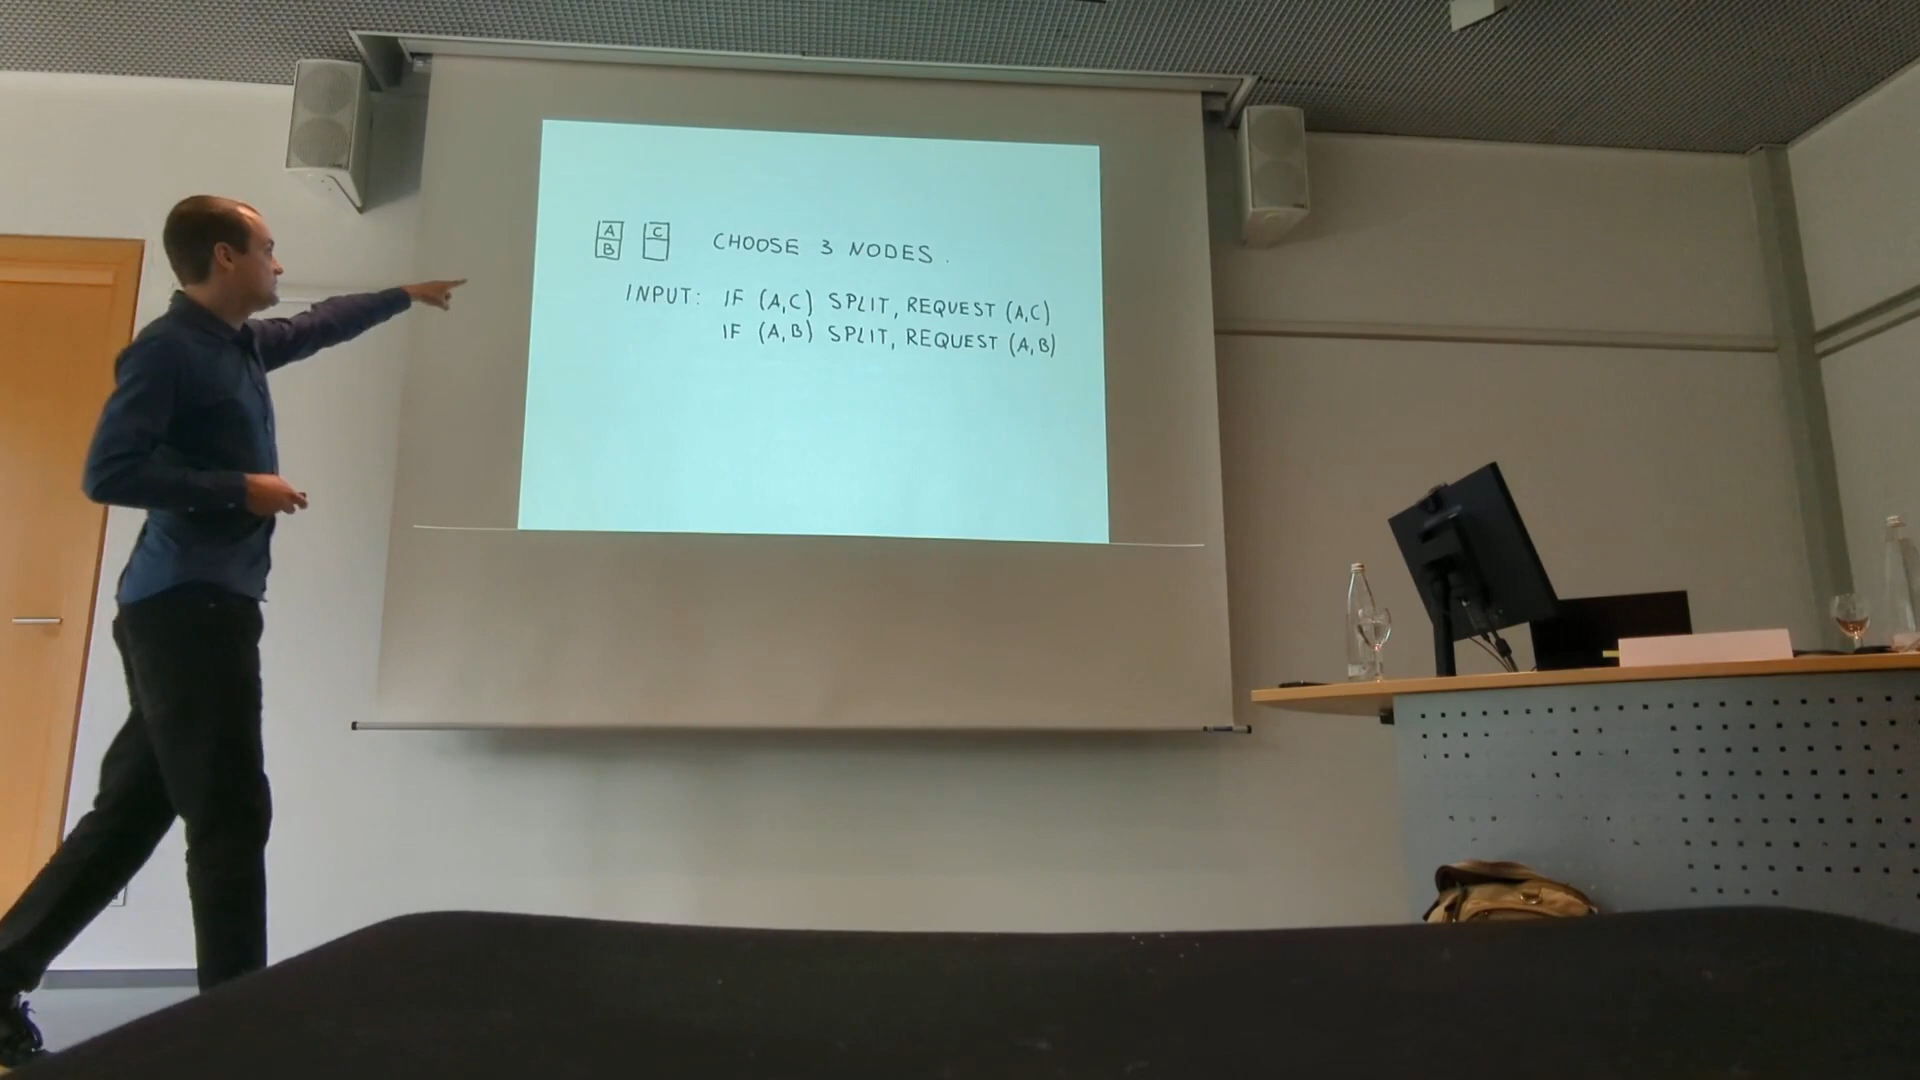 A C CHOOSE 3 NODES.
B
INPUT: IF (A,C) SPLIT, REQUEST (A,C)
IF (A,B) SPLIT, REQUEST (A,B)